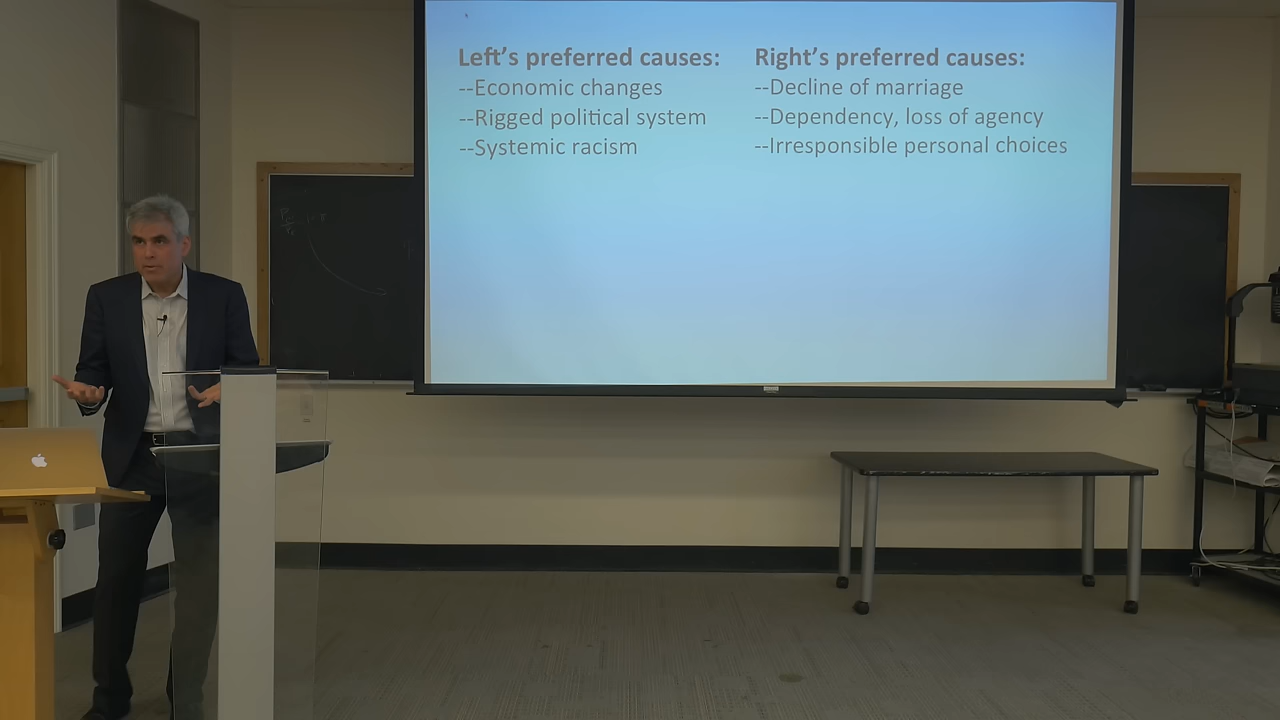 Left's preferred causes:
--Economic changes
--Rigged political system
--Systemic racism
Right's preferred causes:
--Decline of marriage
--Dependency, loss of agency
--Irresponsible personal choices